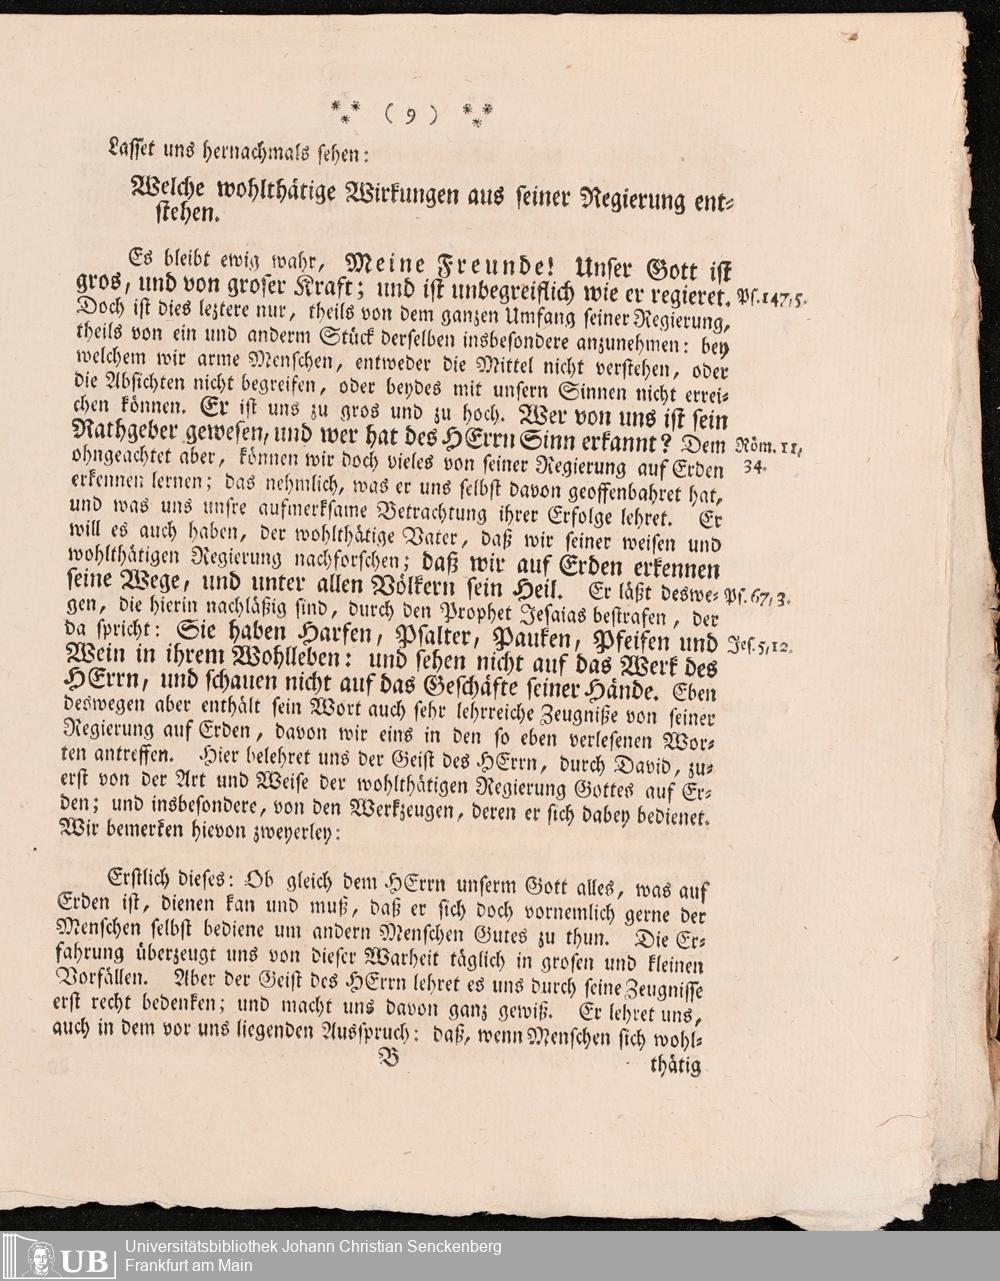 *** ( 9 ) ***
Lasset uns hernachmals sehen:
Welche wohlthätige Wirkungen aus seiner Regierung ent-
stehen.
Es bleibt ewig wahr, Meine Freunde! Unser Gott ist
gros, und von groser Kraft; und ist unbegreiflich wie er regieret. Ps. 147, 5.
Doch ist dies leztere nur, theils von dem ganzen Umfang seiner Regierung,
theils von ein und anderm Stück derselben insbesondere anzunehmen: bey
welchem wir arme Menschen, entweder die Mittel nicht verstehen, oder
die Absichten nicht begreifen, oder beydes mit unsern Sinnen nicht errei-
chen können. Er ist uns zu gros und zu hoch. Wer von uns ist sein
Rathgeber gewesen, und wer hat des HErrn Sinn erkannt? Dem Röm. 11,
ohngeachtet aber, können wir doch vieles von seiner Regierung auf Erden 34.
erkennen lernen; das nehmlich, was er uns selbst davon geoffenbahret hat,
und was uns unsre aufmerksame Betrachtung ihrer Erfolge lehret. Er
will es auch haben, der wohlthätige Vater, daß wir seiner weisen und
wohlthätigen Regierung nachforschen; daß wir auf Erden erkennen
seine Wege, und unter allen Völkern sein Heil. Er läßt deswe- Ps. 67, 3.
gen, die hierin nachläßig sind, durch den Prophet Jesaias bestrafen, der
da spricht: Sie haben Harfen, Psalter, Pauken, Pfeifen und Jes. 5, 12.
Wein in ihrem Wohlleben: und sehen nicht auf das Werk des
HErrn, und schauen nicht auf das Geschäfte seiner Hände. Eben
deswegen aber enthält sein Wort auch sehr lehrreiche Zeugniße von seiner
Regierung auf Erden, davon wir eins in den so eben verlesenen Wor-
ten antreffen. Hier belehret uns der Geist des HErrn, durch David, zu-
erst von der Art und Weise der wohlthätigen Regierung Gottes auf Er-
den; und insbesondere, von den Werkzeugen, deren er sich dabey bedienet.
Wir bemerken hievon zweyerley:
Erstlich dieses: Ob gleich dem HErrn unserm Gott alles, was auf
Erden ist, dienen kan und muß, daß er sich doch vornemlich gerne der
Menschen selbst bediene um andern Menschen Gutes zu thun. Die Er-
fahrung überzeugt uns von dieser Warheit täglich in grosen und kleinen
Vorfällen. Aber der Geist des HErrn lehret es uns durch seine Zeugnisse
erst recht bedenken; und macht uns davon ganz gewiß. Er lehret uns,
auch in dem vor uns liegenden Ausspruch: daß, wenn Menschen sich wohl-
B thätig
UB Universitätsbibliothek Johann Christian Senckenberg
Frankfurt am Main